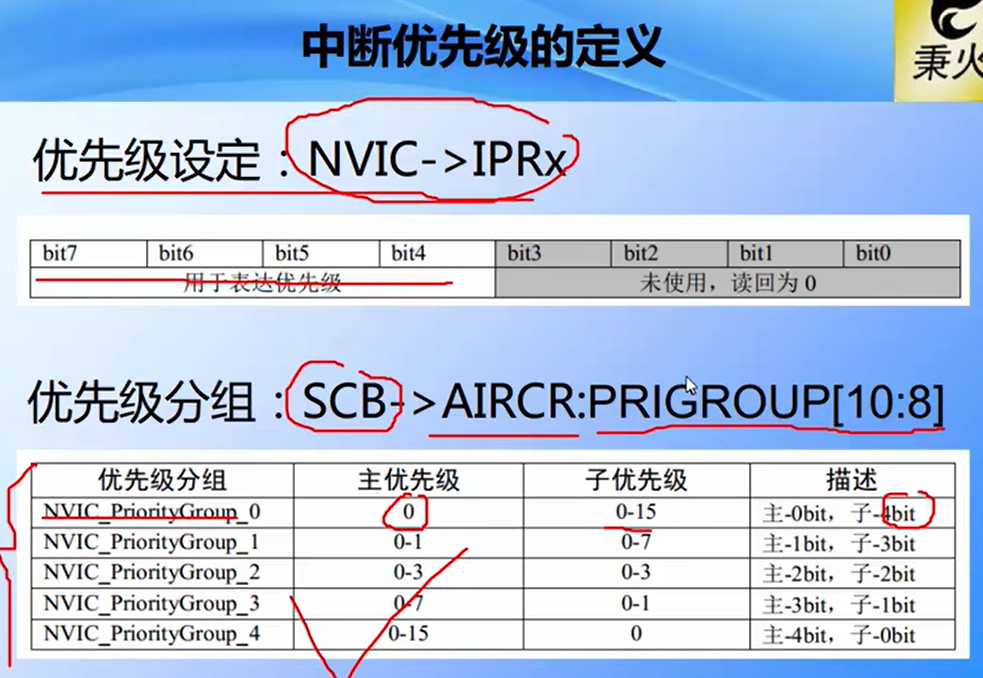 中断优先级的定义
秉火
优先级设定：NVIC->IPRx
bit7 bit6 bit5 bit4 bit3 bit2 bit1 bit0
用于表达优先级 未使用，读回为 0
优先级分组：SCB->AIRCR:PRIGROUP[10:8]
优先级分组 主优先级 子优先级 描述
NVIC_PriorityGroup_0 0 0-15 主-0bit，子-4bit
NVIC_PriorityGroup_1 0-1 0-7 主-1bit，子-3bit
NVIC_PriorityGroup_2 0-3 0-3 主-2bit，子-2bit
NVIC_PriorityGroup_3 0-7 0-1 主-3bit，子-1bit
NVIC_PriorityGroup_4 0-15 0 主-4bit，子-0bit